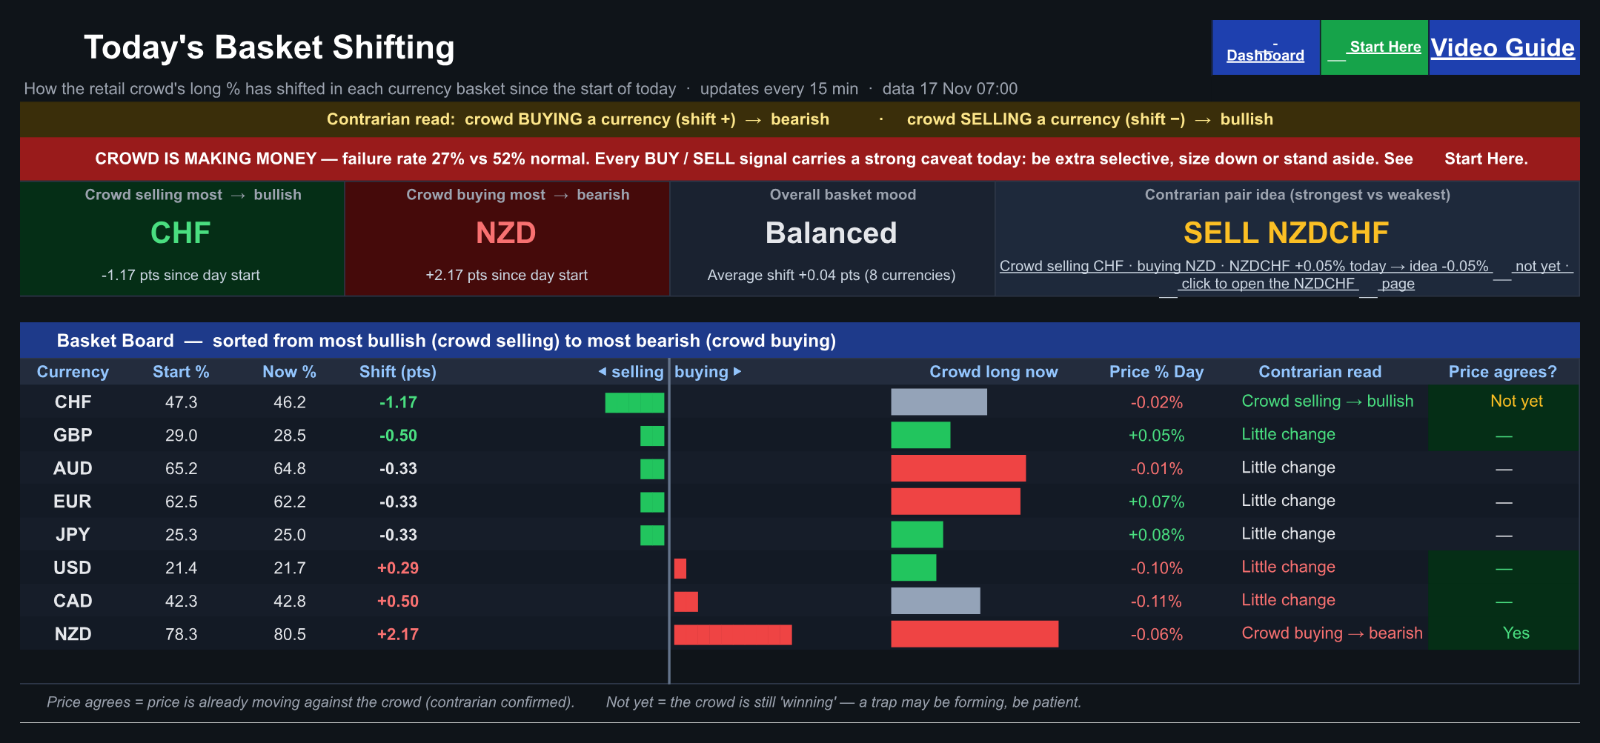 Today's Basket Shifting
Dashboard
Start Here
Video Guide
How the retail crowd's long % has shifted in each currency basket since the start of today · updates every 15 min · data 17 Nov 07:00
Contrarian read: crowd BUYING a currency (shift +) → bearish · crowd SELLING a currency (shift −) → bullish
CROWD IS MAKING MONEY — failure rate 27% vs 52% normal. Every BUY / SELL signal carries a strong caveat today: be extra selective, size down or stand aside. See Start Here.
Crowd selling most → bullish
CHF
-1.17 pts since day start
Crowd buying most → bearish
NZD
+2.17 pts since day start
Overall basket mood
Balanced
Average shift +0.04 pts (8 currencies)
Contrarian pair idea (strongest vs weakest)
SELL NZDCHF
Crowd selling CHF · buying NZD · NZDCHF +0.05% today → idea -0.05% not yet ·
click to open the NZDCHF page
Basket Board — sorted from most bullish (crowd selling) to most bearish (crowd buying)
Currency Start % Now % Shift (pts) ◂ selling buying ▸ Crowd long now Price % Day Contrarian read Price agrees?
CHF 47.3 46.2 -1.17 -0.02% Crowd selling → bullish Not yet
GBP 29.0 28.5 -0.50 +0.05% Little change —
AUD 65.2 64.8 -0.33 -0.01% Little change —
EUR 62.5 62.2 -0.33 +0.07% Little change —
JPY 25.3 25.0 -0.33 +0.08% Little change —
USD 21.4 21.7 +0.29 -0.10% Little change —
CAD 42.3 42.8 +0.50 -0.11% Little change —
NZD 78.3 80.5 +2.17 -0.06% Crowd buying → bearish Yes
Price agrees = price is already moving against the crowd (contrarian confirmed). Not yet = the crowd is still 'winning' — a trap may be forming, be patient.